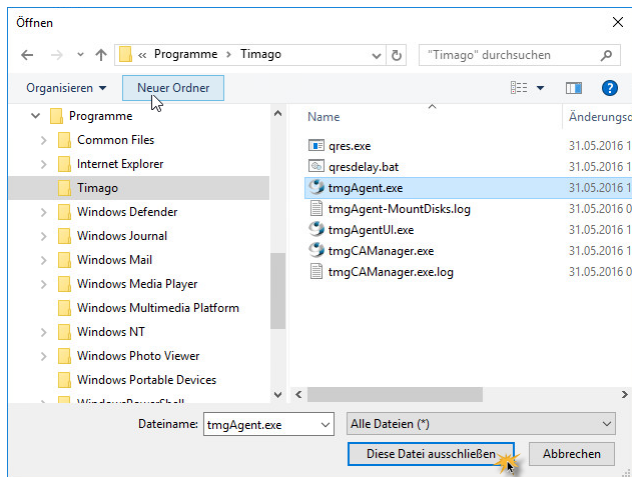 Öffnen
« Programme > Timago
"Timago" durchsuchen
Organisieren
Neuer Ordner
Programme
Common Files
Internet Explorer
Timago
Windows Defender
Windows Journal
Windows Mail
Windows Media Player
Windows Multimedia Platform
Windows NT
Windows Photo Viewer
Windows Portable Devices
Name Änderungsd
qres.exe 31.05.2016 1
qresdelay.bat 31.05.2016 1
tmgAgent.exe 31.05.2016 1
tmgAgent-MountDisks.log 31.05.2016 0
tmgAgentUI.exe 31.05.2016 1
tmgCAManager.exe 31.05.2016 1
tmgCAManager.exe.log 31.05.2016 0
Dateiname: tmgAgent.exe Alle Dateien (*)
Diese Datei ausschließen Abbrechen